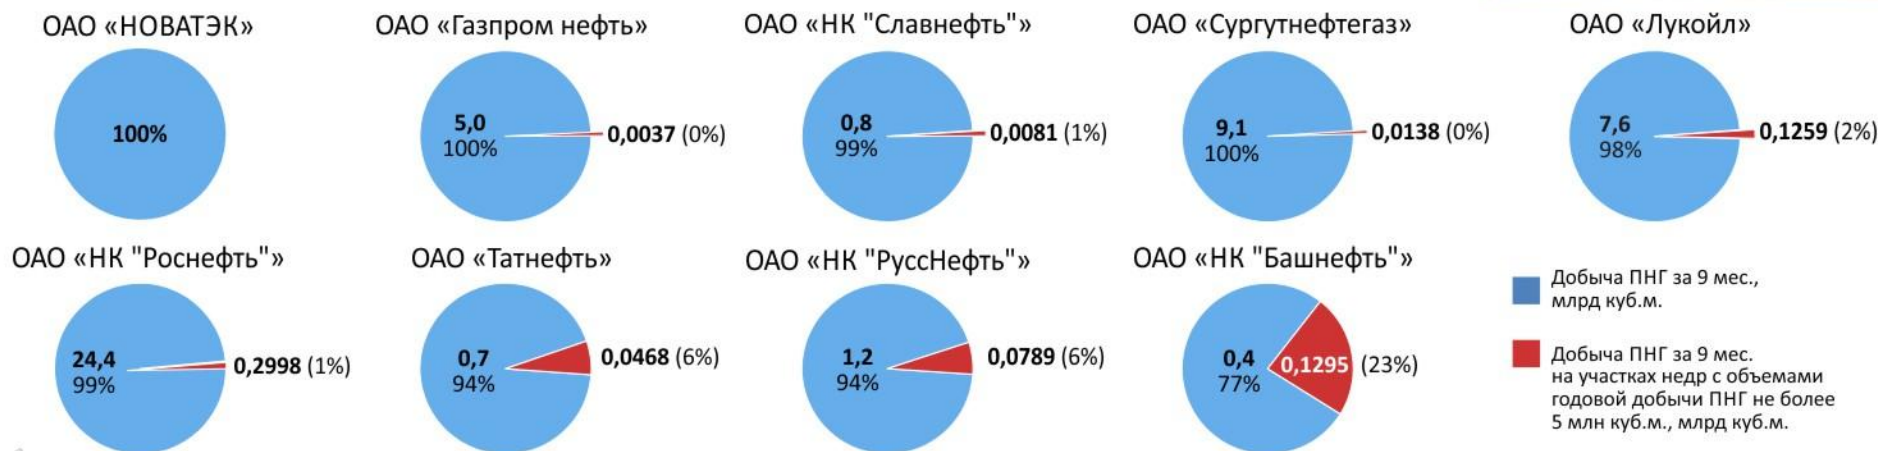 ОАО «НОВАТЭК»
100%
ОАО «Газпром нефть»
5,0
100%
0,0037 (0%)
ОАО «НК "Славнефть"»
0,8
99%
0,0081 (1%)
ОАО «Сургутнефтегаз»
9,1
100%
0,0138 (0%)
ОАО «Лукойл»
7,6
98%
0,1259 (2%)
ОАО «НК "Роснефть"»
24,4
99%
0,2998 (1%)
ОАО «Татнефть»
0,7
94%
0,0468 (6%)
ОАО «НК "РуссНефть"»
1,2
94%
0,0789 (6%)
ОАО «НК "Башнефть"»
0,4
77%
0,1295 (23%)
Добыча ПНГ за 9 мес.,
млрд куб.м.
Добыча ПНГ за 9 мес.
на участках недр с объемами
годовой добычи ПНГ не более
5 млн куб.м., млрд куб.м.